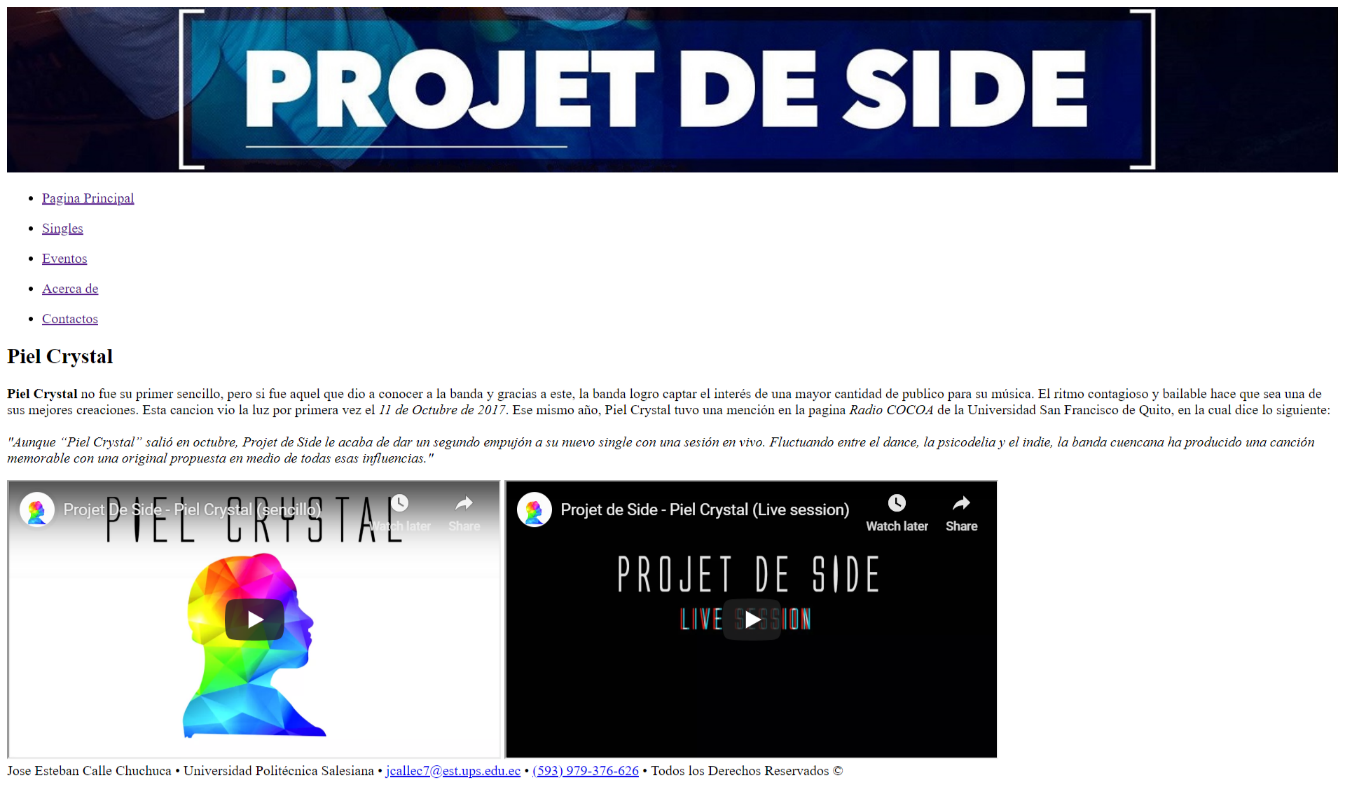 PROJET DE SIDE
Pagina Principal
Singles
Eventos
Acerca de
Contactos
Piel Crystal
Piel Crystal no fue su primer sencillo, pero si fue aquel que dio a conocer a la banda y gracias a este, la banda logro captar el interés de una mayor cantidad de publico para su música. El ritmo contagioso y bailable hace que sea una de
sus mejores creaciones. Esta cancion vio la luz por primera vez el 11 de Octubre de 2017. Ese mismo año, Piel Crystal tuvo una mención en la pagina Radio COCOA de la Universidad San Francisco de Quito, en la cual dice lo siguiente:
"Aunque “Piel Crystal” salió en octubre, Projet de Side le acaba de dar un segundo empujón a su nuevo single con una sesión en vivo. Fluctuando entre el dance, la psicodelia y el indie, la banda cuencana ha producido una canción
memorable con una original propuesta en medio de todas esas influencias."
PIEL CRYSTAL
Projet De Side - Piel Crystal (sencillo)
Watch later
Share
Projet de Side - Piel Crystal (Live session)
Watch later
Share
PROJET DE SIDE
LIVE SESSION
Jose Esteban Calle Chuchuca • Universidad Politécnica Salesiana • jcallec7@est.ups.edu.ec • (593) 979-376-626 • Todos los Derechos Reservados ©